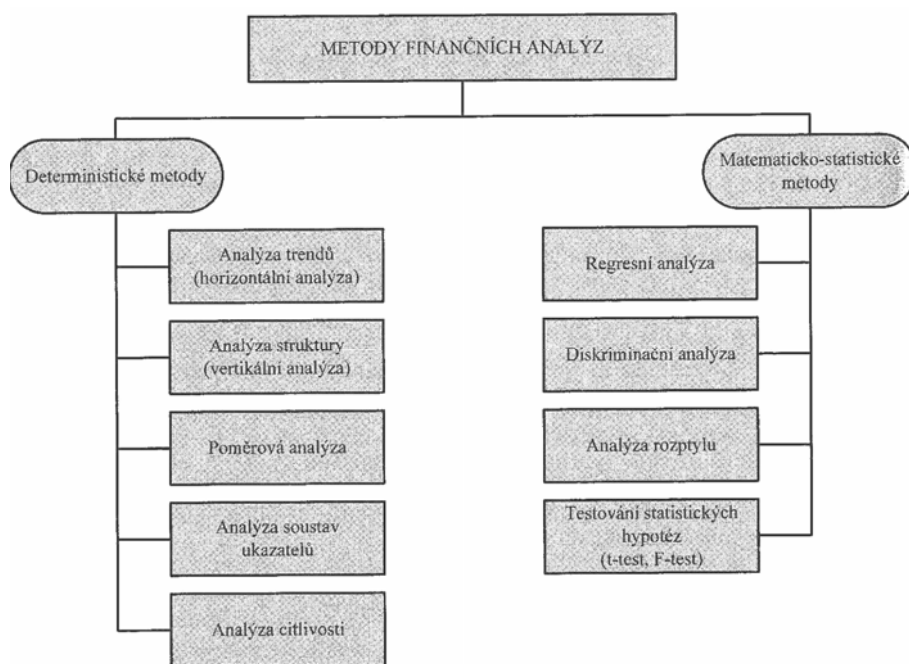 METODY FINANČNÍCH ANALÝZ
Deterministické metody
Matematicko-statistické
metody
Analýza trendů
(horizontální analýza)
Analýza struktury
(vertikální analýza)
Poměrová analýza
Analýza soustav
ukazatelů
Analýza citlivosti
Regresní analýza
Diskriminační analýza
Analýza rozptylu
Testování statistických
hypotéz
(t-test, F-test)